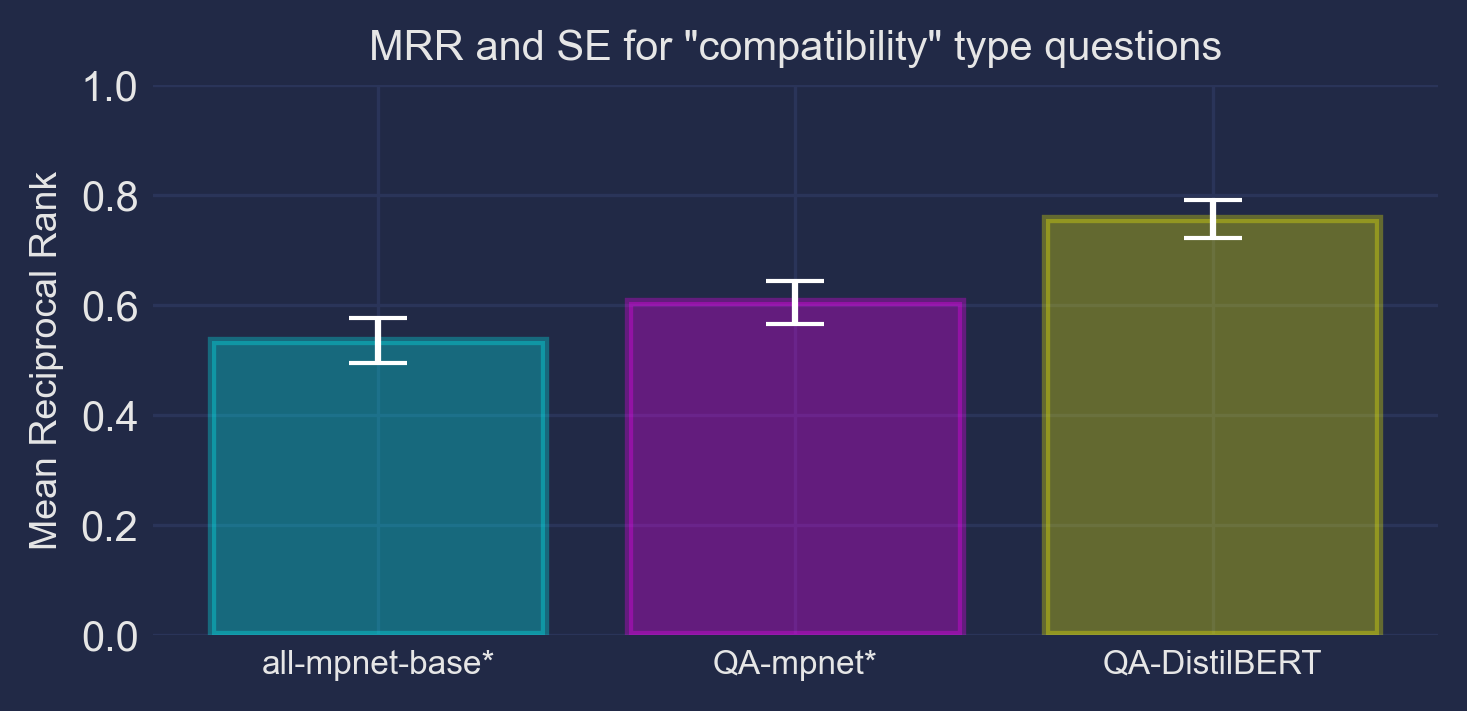 MRR and SE for "compatibility" type questions
Mean Reciprocal Rank
1.0
0.8
0.6
0.4
0.2
0.0
all-mpnet-base*
QA-mpnet*
QA-DistilBERT